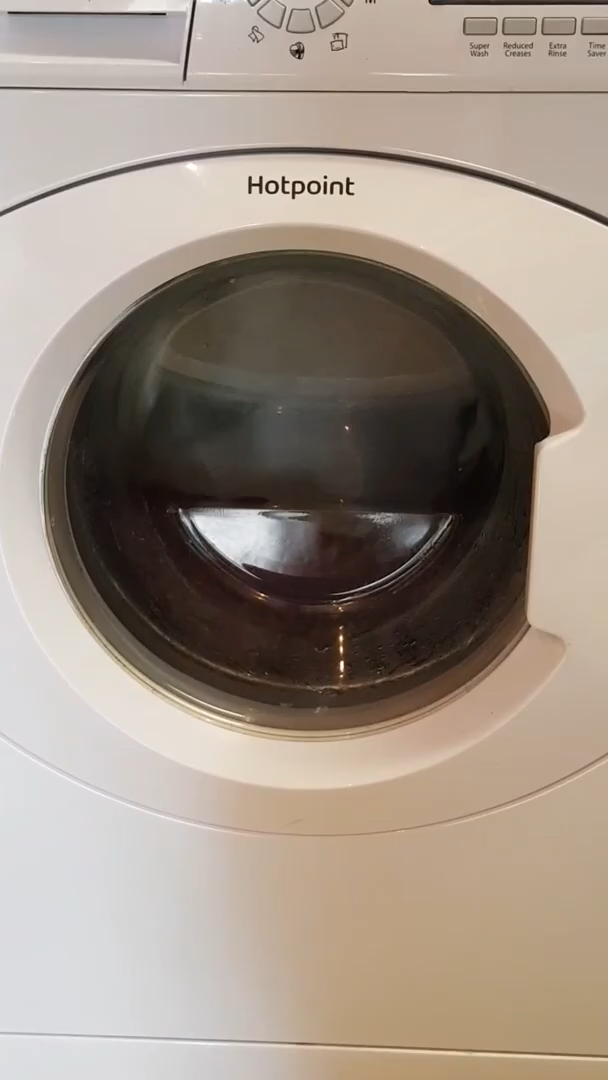 M
Super Wash
Reduced Creases
Extra Rinse
Time Saver
Hotpoint